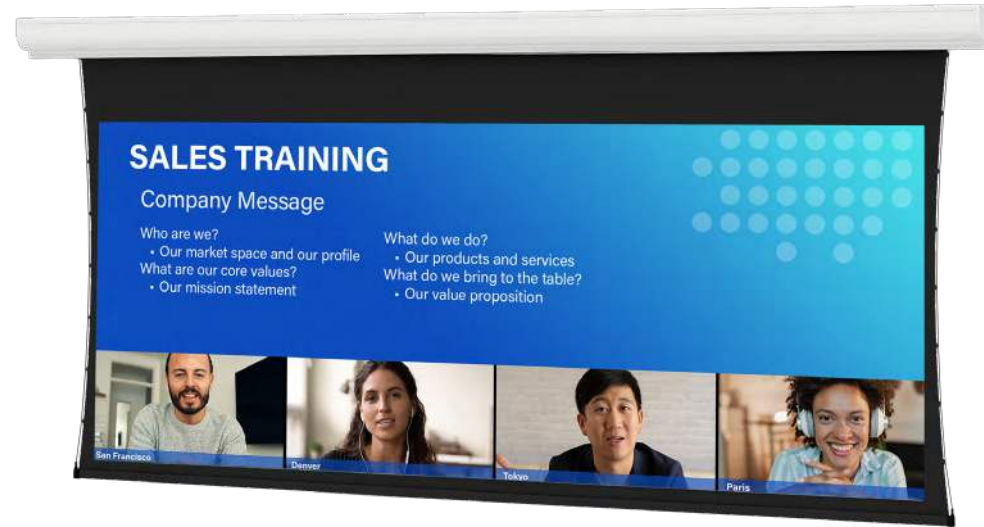 SALES TRAINING
Company Message
Who are we?
• Our market space and our profile
What are our core values?
• Our mission statement
What do we do?
• Our products and services
What do we bring to the table?
• Our value proposition
San Francisco
Denver
Tokyo
Paris